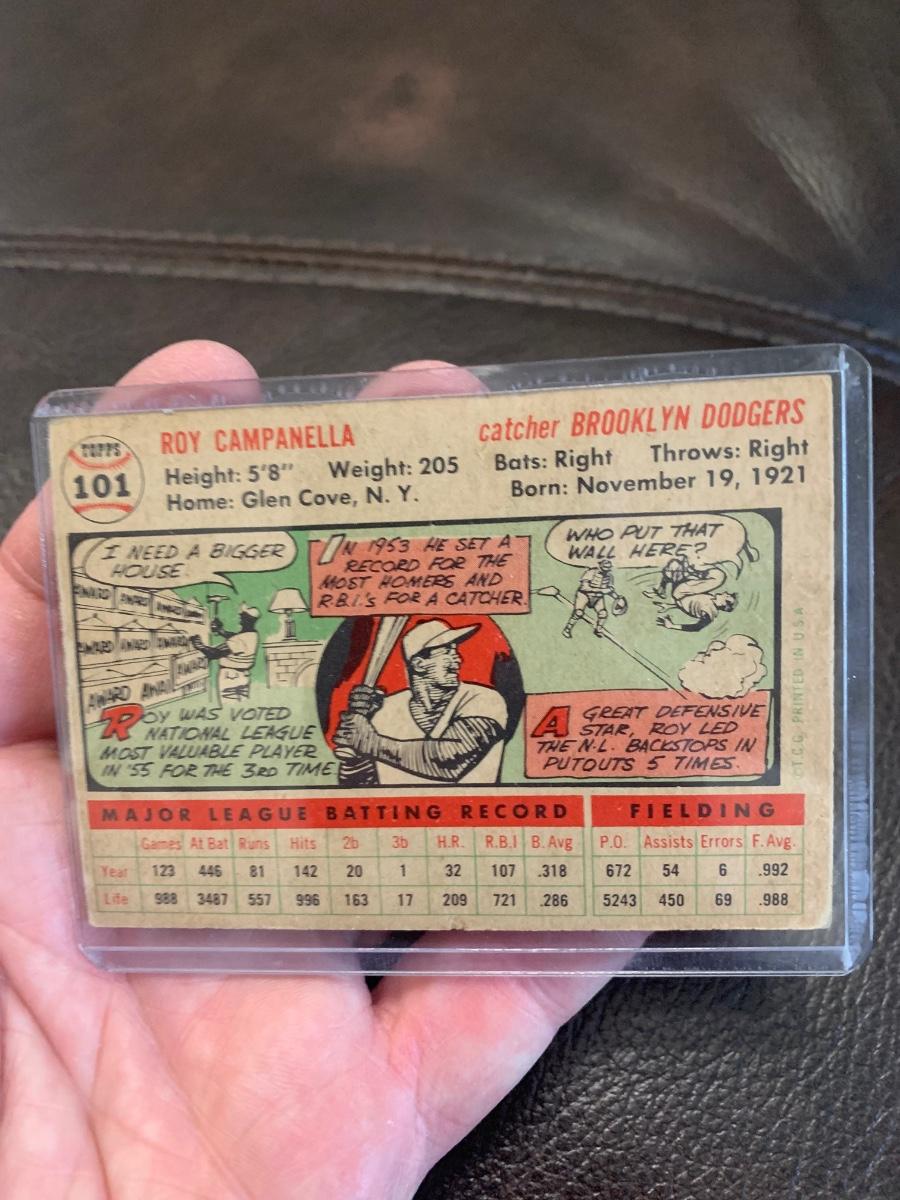 TOPPS
101
ROY CAMPANELLA
catcher BROOKLYN DODGERS
Height: 5'8" Weight: 205 Bats: Right Throws: Right
Home: Glen Cove, N. Y. Born: November 19, 1921
I NEED A BIGGER
HOUSE.
AWARD AWARD AWARD
AWARD AWARD AWARD
AWARD AWARD
ROY WAS VOTED
NATIONAL LEAGUE
MOST VALUABLE PLAYER
IN '55 FOR THE 3RD TIME.
IN 1953 HE SET A
RECORD FOR THE
MOST HOMERS AND
R.B.I.'S FOR A CATCHER.
WHO PUT THAT
WALL HERE?
A GREAT DEFENSIVE
STAR, ROY LED
THE N.L. BACKSTOPS IN
PUTOUTS 5 TIMES.
©T.C.G. PRINTED IN U.S.A.
MAJOR LEAGUE BATTING RECORD FIELDING
Games At Bat Runs Hits 2b 3b H.R. R.B.I B. Avg P.O. Assists Errors F. Avg.
Year 123 446 81 142 20 1 32 107 .318 672 54 6 .992
Life 988 3487 557 996 163 17 209 721 .286 5243 450 69 .988